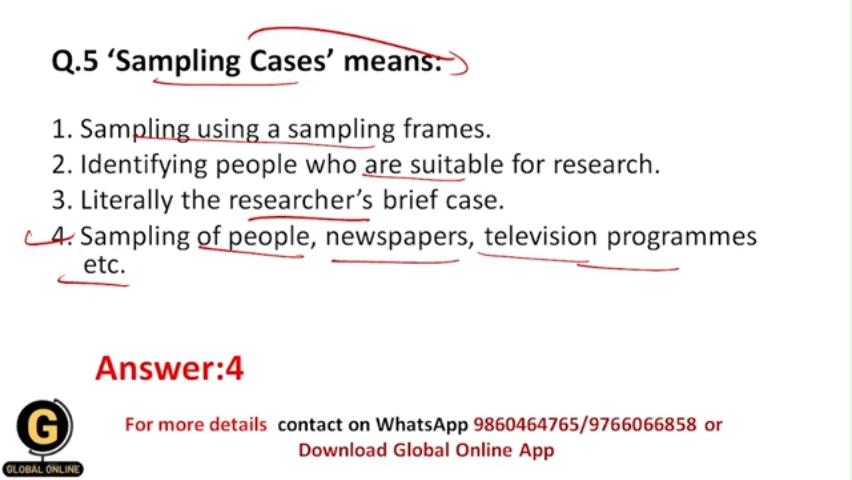 Q.5 ‘Sampling Cases’ means:
1. Sampling using a sampling frames.
2. Identifying people who are suitable for research.
3. Literally the researcher’s brief case.
4. Sampling of people, newspapers, television programmes
etc.
Answer:4
For more details contact on WhatsApp 9860464765/9766066858 or
Download Global Online App
G
GLOBAL ONLINE